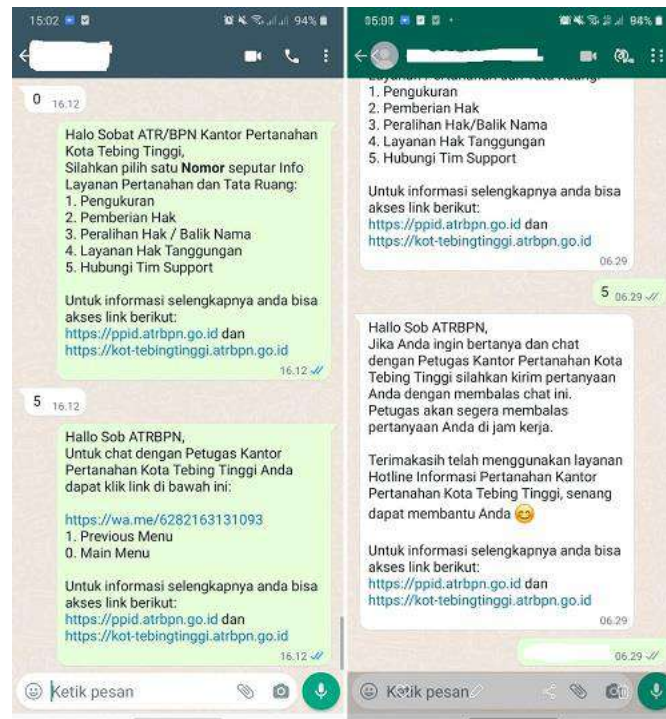 15:02
94%
0 16.12
Halo Sobat ATR/BPN Kantor Pertanahan
Kota Tebing Tinggi,
Silahkan pilih satu Nomor seputar Info
Layanan Pertanahan dan Tata Ruang:
1. Pengukuran
2. Pemberian Hak
3. Peralihan Hak / Balik Nama
4. Layanan Hak Tanggungan
5. Hubungi Tim Support
Untuk informasi selengkapnya anda bisa
akses link berikut:
https://ppid.atrbpn.go.id dan
https://kot-tebingtinggi.atrbpn.go.id
16.12
5 16.12
Hallo Sob ATRBPN,
Untuk chat dengan Petugas Kantor
Pertanahan Kota Tebing Tinggi Anda
dapat klik link di bawah ini:
https://wa.me/6282163131093
1. Previous Menu
0. Main Menu
Untuk informasi selengkapnya anda bisa
akses link berikut:
https://ppid.atrbpn.go.id dan
https://kot-tebingtinggi.atrbpn.go.id
16.12
Ketik pesan
94%
Layanan Pertanahan dan Tata Ruang:
1. Pengukuran
2. Pemberian Hak
3. Peralihan Hak/Balik Nama
4. Layanan Hak Tanggungan
5. Hubungi Tim Support
Untuk informasi selengkapnya anda bisa
akses link berikut:
https://ppid.atrbpn.go.id dan
https://kot-tebingtinggi.atrbpn.go.id
06.29
5 06.29
Hallo Sob ATRBPN,
Jika Anda ingin bertanya dan chat
dengan Petugas Kantor Pertanahan Kota
Tebing Tinggi silahkan kirim pertanyaan
Anda dengan membalas chat ini.
Petugas akan segera membalas
pertanyaan Anda di jam kerja.
Terimakasih telah menggunakan layanan
Hotline Informasi Pertanahan Kantor
Pertanahan Kota Tebing Tinggi, senang
dapat membantu Anda 😊
Untuk informasi selengkapnya anda bisa
akses link berikut:
https://ppid.atrbpn.go.id dan
https://kot-tebingtinggi.atrbpn.go.id
06.29
06.29
Ketik pesan